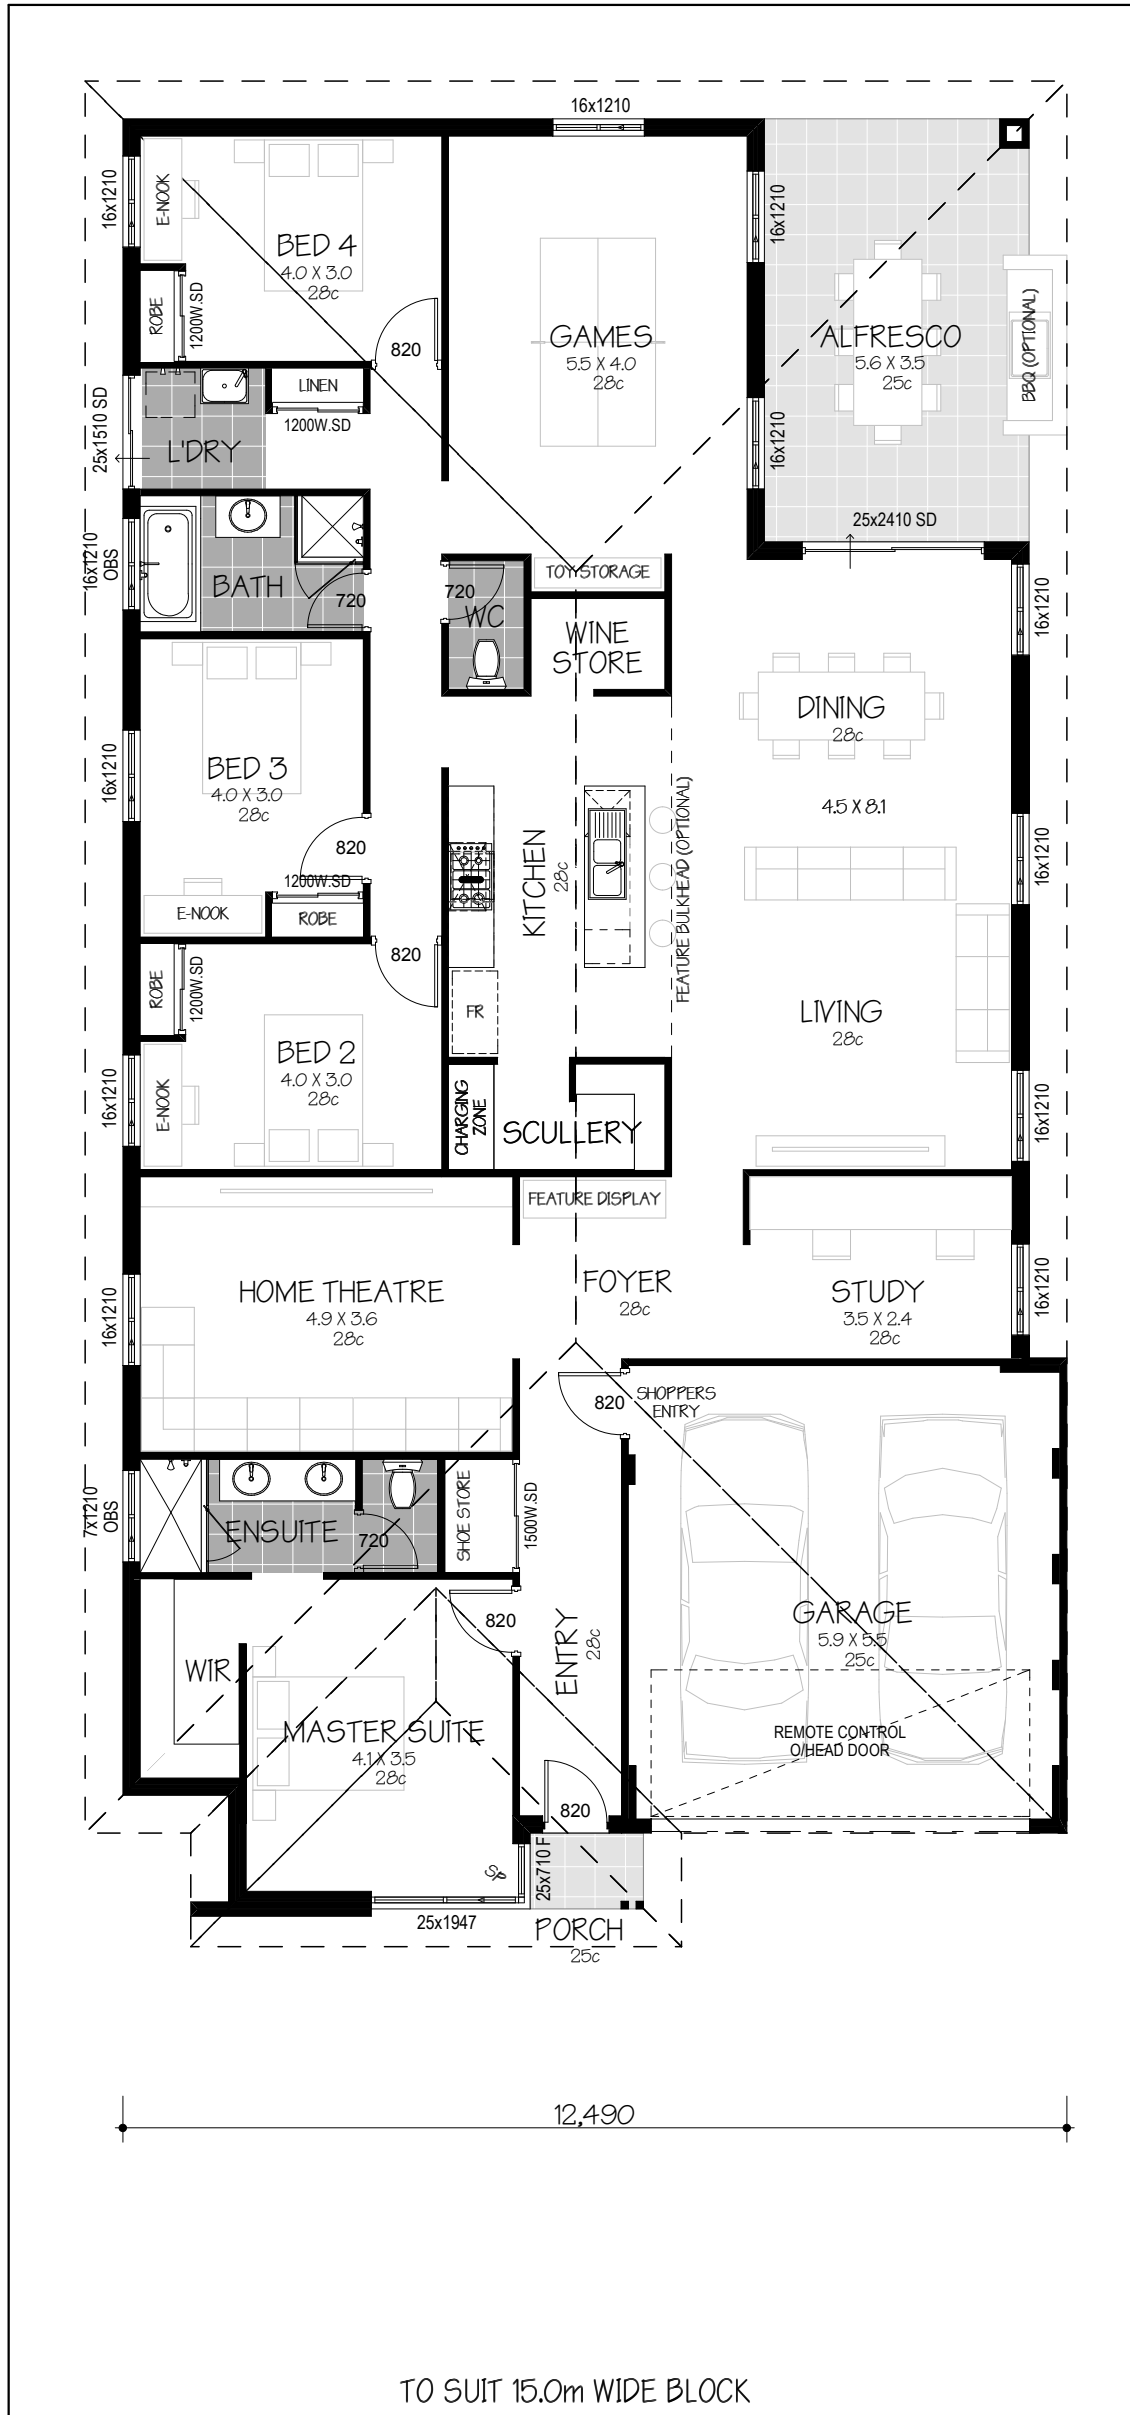 16x1210
16x1210
E-NOOK
BED 4
4.0 X 3.0
28c
ROBE
1200W.SD
820
GAMES
5.5 X 4.0
28c
16x1210
16x1210
ALFRESCO
5.6 X 3.5
25c
BBQ (OPTIONAL)
25x1510 SD
L'DRY
LINEN
1200W.SD
25x2410 SD
16x1210
OBS
BATH
720
720
WC
TOY STORAGE
WINE
STORE
16x1210
DINING
28c
4.5 X 8.1
16x1210
BED 3
4.0 X 3.0
28c
820
1200W.SD
E-NOOK
ROBE
KITCHEN
28c
FEATURE BULKHEAD (OPTIONAL)
16x1210
LIVING
28c
ROBE
1200W.SD
820
FR
BED 2
4.0 X 3.0
28c
16x1210
E-NOOK
CHARGING
ZONE
SCULLERY
16x1210
FEATURE DISPLAY
HOME THEATRE
4.9 X 3.6
28c
16x1210
FOYER
28c
STUDY
3.5 X 2.4
28c
16x1210
820
SHOPPERS
ENTRY
7x1210
OBS
ENSUITE
720
SHOE STORE
1500W.SD
820
ENTRY
28c
GARAGE
5.9 X 5.5
25c
WIR
MASTER SUITE
4.1 X 3.5
28c
REMOTE CONTROL
O/HEAD DOOR
820
SP
25x710 F
25x1947
PORCH
25c
12,490
TO SUIT 15.0m WIDE BLOCK